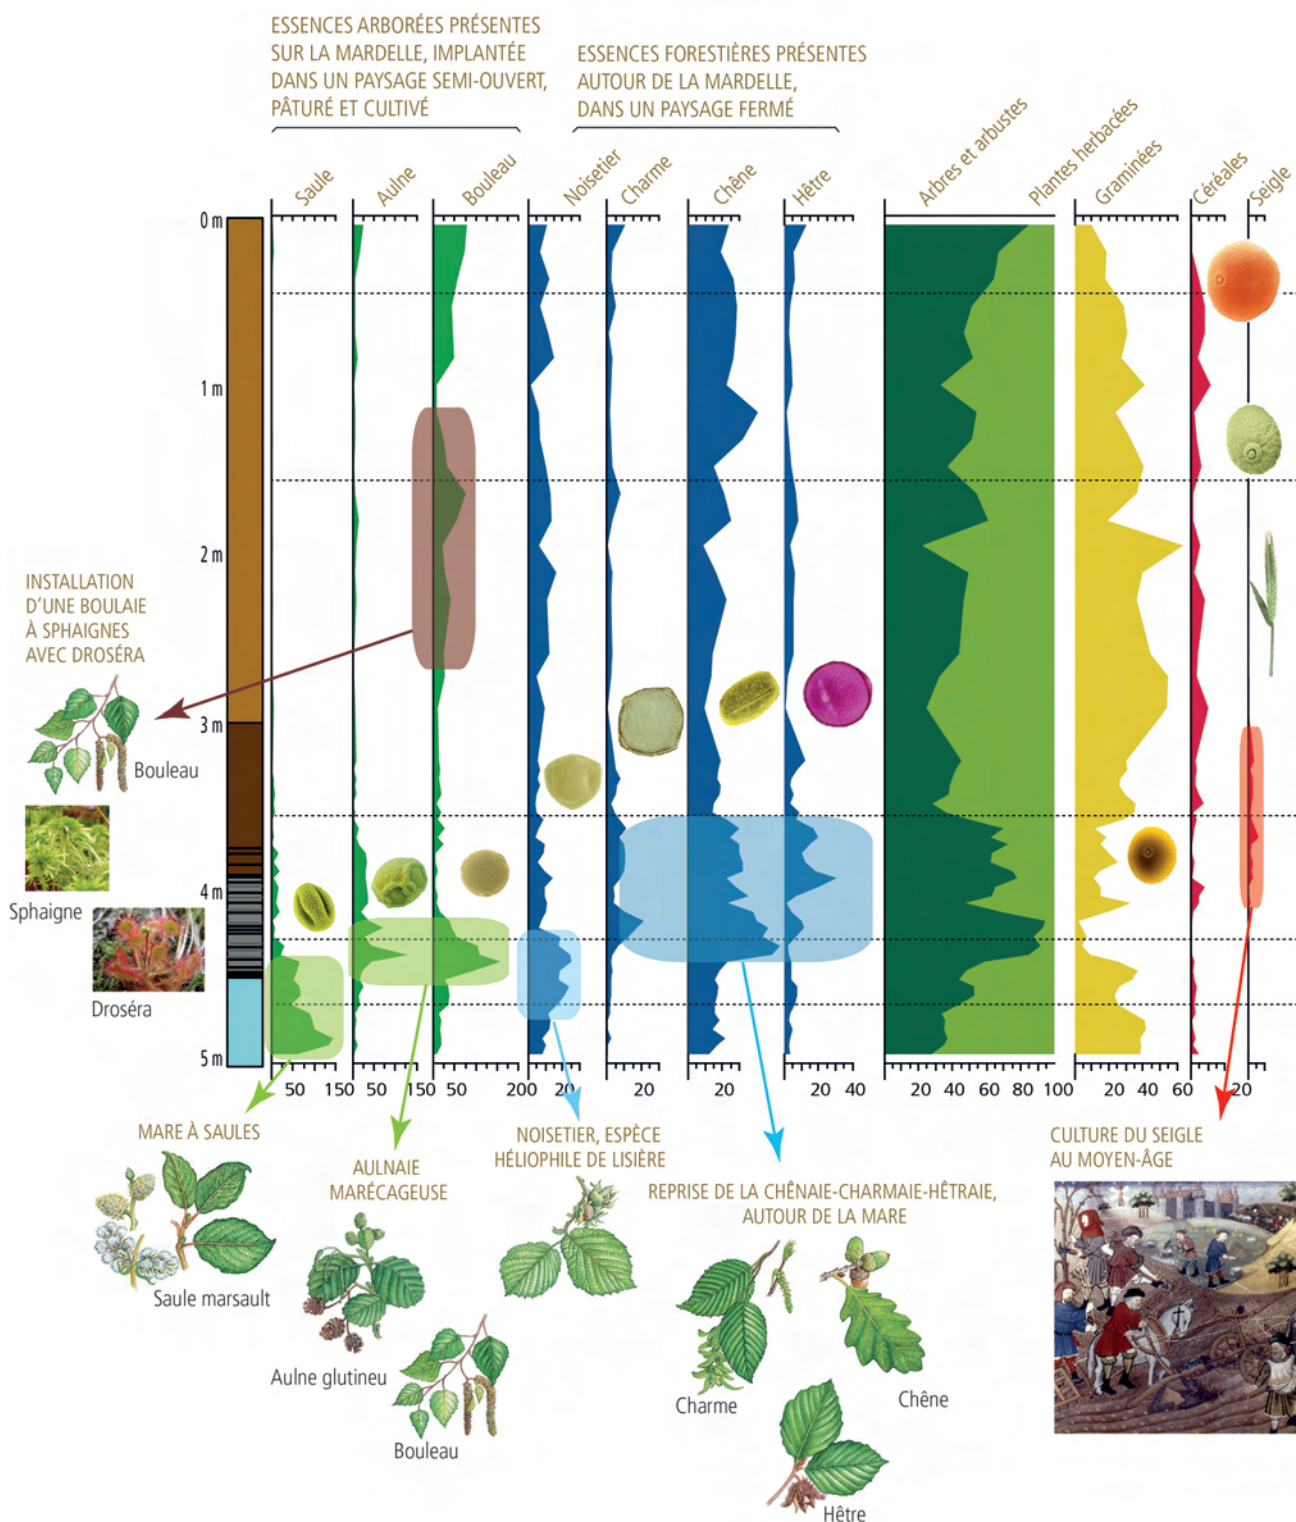 ESSENCES ARBORÉES PRÉSENTES
SUR LA MARDELLE, IMPLANTÉE
DANS UN PAYSAGE SEMI-OUVERT,
PÂTURÉ ET CULTIVÉ
ESSENCES FORESTIÈRES PRÉSENTES
AUTOUR DE LA MARDELLE,
DANS UN PAYSAGE FERMÉ
Saule
Aulne
Bouleau
Noisetier
Charme
Chêne
Hêtre
Arbres et arbustes
Plantes herbacées
Graminées
Céréales
Seigle
0 m
1 m
2 m
3 m
4 m
5 m
INSTALLATION
D'UNE BOULAIE
À SPHAIGNES
AVEC DROSÉRA
Bouleau
Sphaigne
Droséra
50 150 50 150 50 200 20 20 20 20 40 20 40 60 80 100 20 40 60 20
MARE À SAULES
Saule marsault
AULNAIE
MARÉCAGEUSE
Aulne glutineu
Bouleau
NOISETIER, ESPÈCE
HÉLIOPHILE DE LISIÈRE
REPRISE DE LA CHÊNAIE-CHARMAIE-HÊTRAIE,
AUTOUR DE LA MARE
Charme
Chêne
Hêtre
CULTURE DU SEIGLE
AU MOYEN-ÂGE